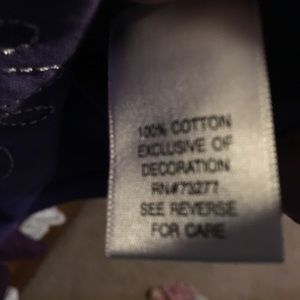 100% COTTON
EXCLUSIVE OF
DECORATION
RN#73277
SEE REVERSE
FOR CARE